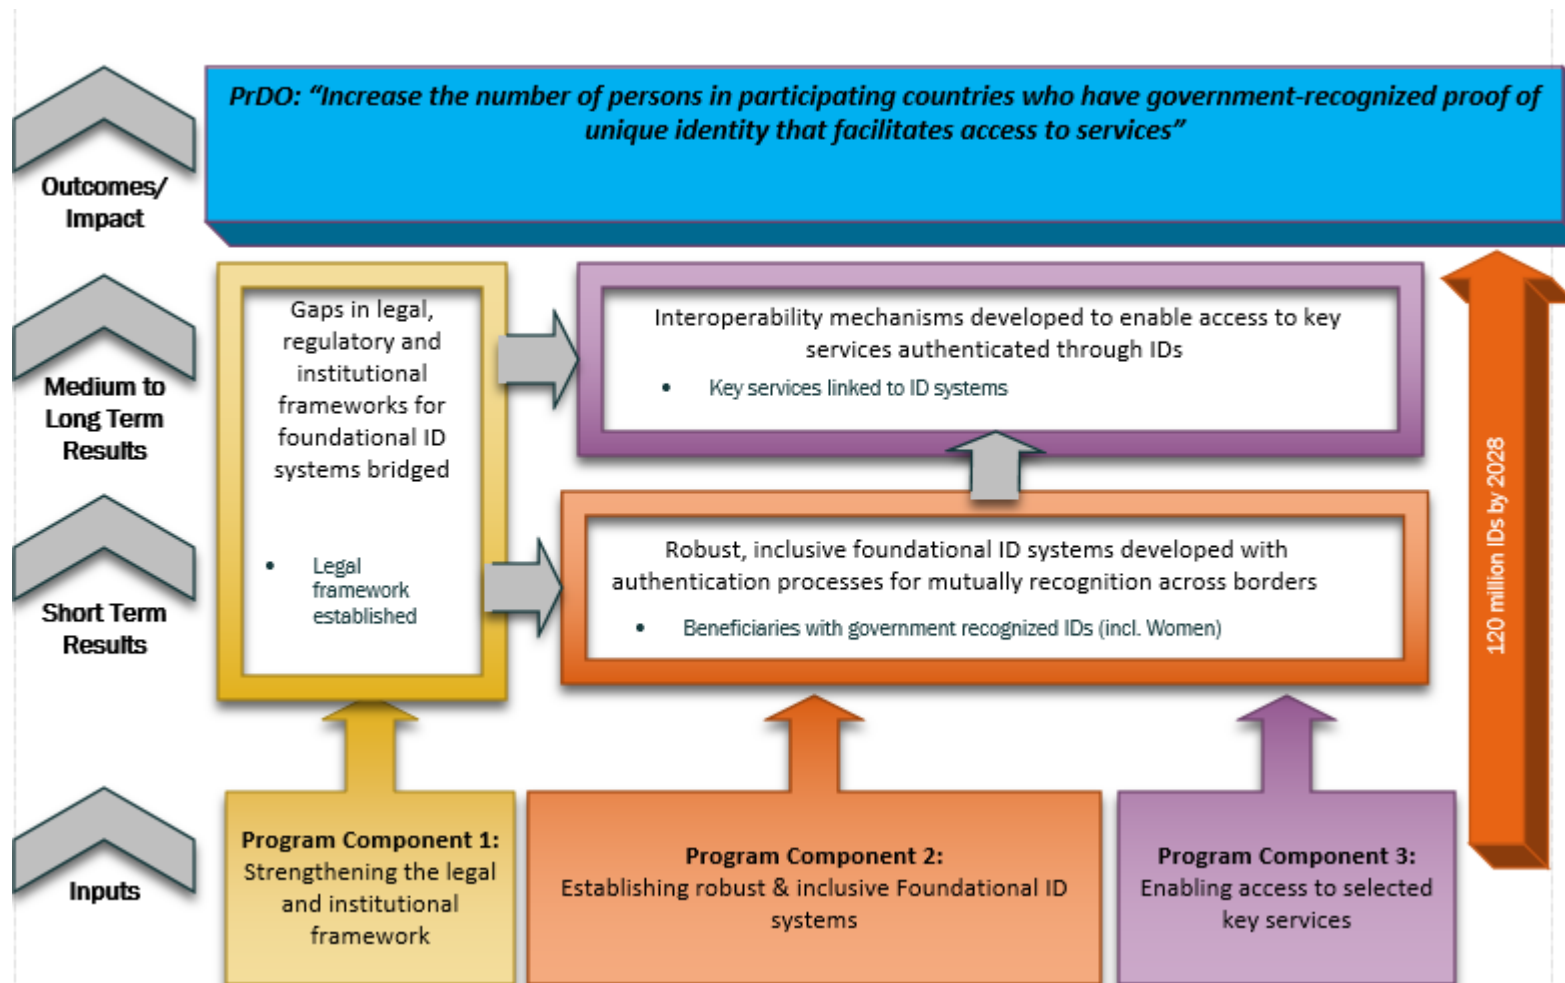 PrDO: “Increase the number of persons in participating countries who have government-recognized proof of
unique identity that facilitates access to services”
Outcomes/
Impact
Gaps in legal,
regulatory and
institutional
frameworks for
foundational ID
systems bridged
• Legal
framework
established
Interoperability mechanisms developed to enable access to key
services authenticated through IDs
• Key services linked to ID systems
Medium to
Long Term
Results
Robust, inclusive foundational ID systems developed with
authentication processes for mutually recognition across borders
• Beneficiaries with government recognized IDs (incl. Women)
Short Term
Results
120 million IDs by 2028
Inputs
Program Component 1:
Strengthening the legal
and institutional
framework
Program Component 2:
Establishing robust & inclusive Foundational ID
systems
Program Component 3:
Enabling access to selected
key services